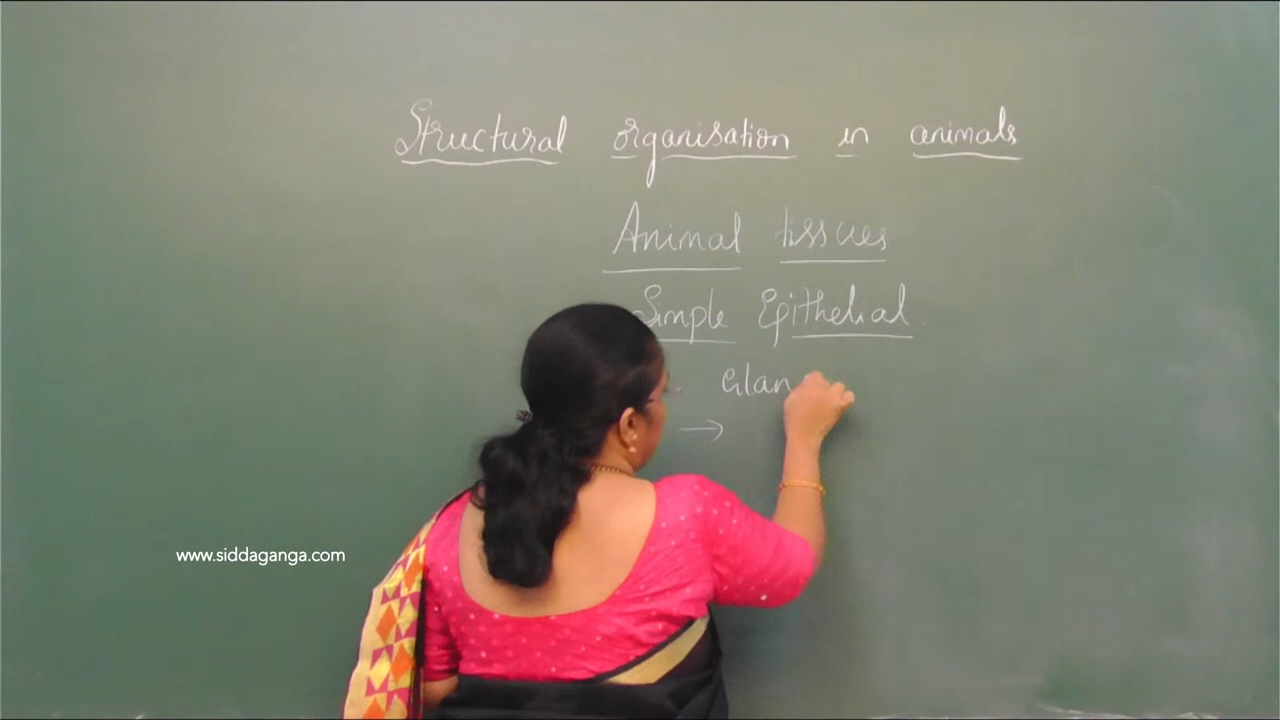 Structural organisation in animals
Animal tissues
Simple Epithelial
Glan
→
www.siddaganga.com